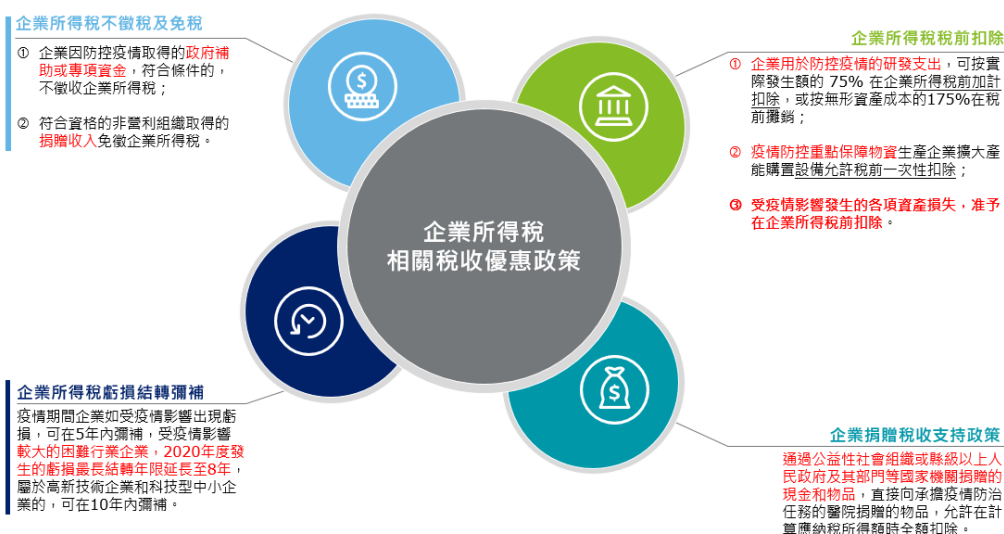 企業所得稅不徵稅及免稅
① 企業因防控疫情取得的政府補
助或專項資金，符合條件的，
不徵收企業所得稅；
② 符合資格的非營利組織取得的
捐贈收入免徵企業所得稅。
企業所得稅稅前扣除
① 企業用於防控疫情的研發支出，可按實
際發生額的 75% 在企業所得稅前加計
扣除，或按無形資產成本的175%在稅
前攤銷；
② 疫情防控重點保障物資生產企業擴大產
能購置設備允許稅前一次性扣除；
③ 受疫情影響發生的各項資產損失，准予
在企業所得稅前扣除。
企業所得稅
相關稅收優惠政策
企業所得稅虧損結轉彌補
疫情期間企業如受疫情影響出現虧
損，可在5年內彌補，受疫情影響
較大的困難行業企業，2020年度發
生的虧損最長結轉年限延長至8年，
屬於高新技術企業和科技型中小企
業的，可在10年內彌補。
企業捐贈稅收支持政策
通過公益性社會組織或縣級以上人
民政府及其部門等國家機關捐贈的
現金和物品，直接向承擔疫情防治
任務的醫院捐贈的物品，允許在計
算應納稅所得額時全額扣除。